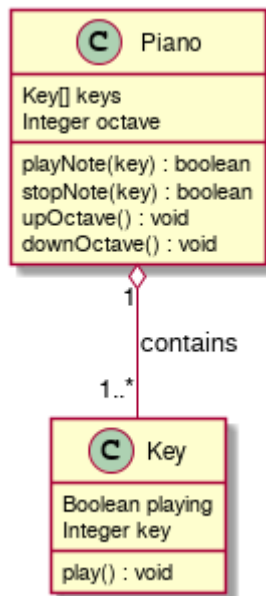 C Piano
Key[] keys
Integer octave
playNote(key) : boolean
stopNote(key) : boolean
upOctave() : void
downOctave() : void
1
contains
1..*
C Key
Boolean playing
Integer key
play() : void